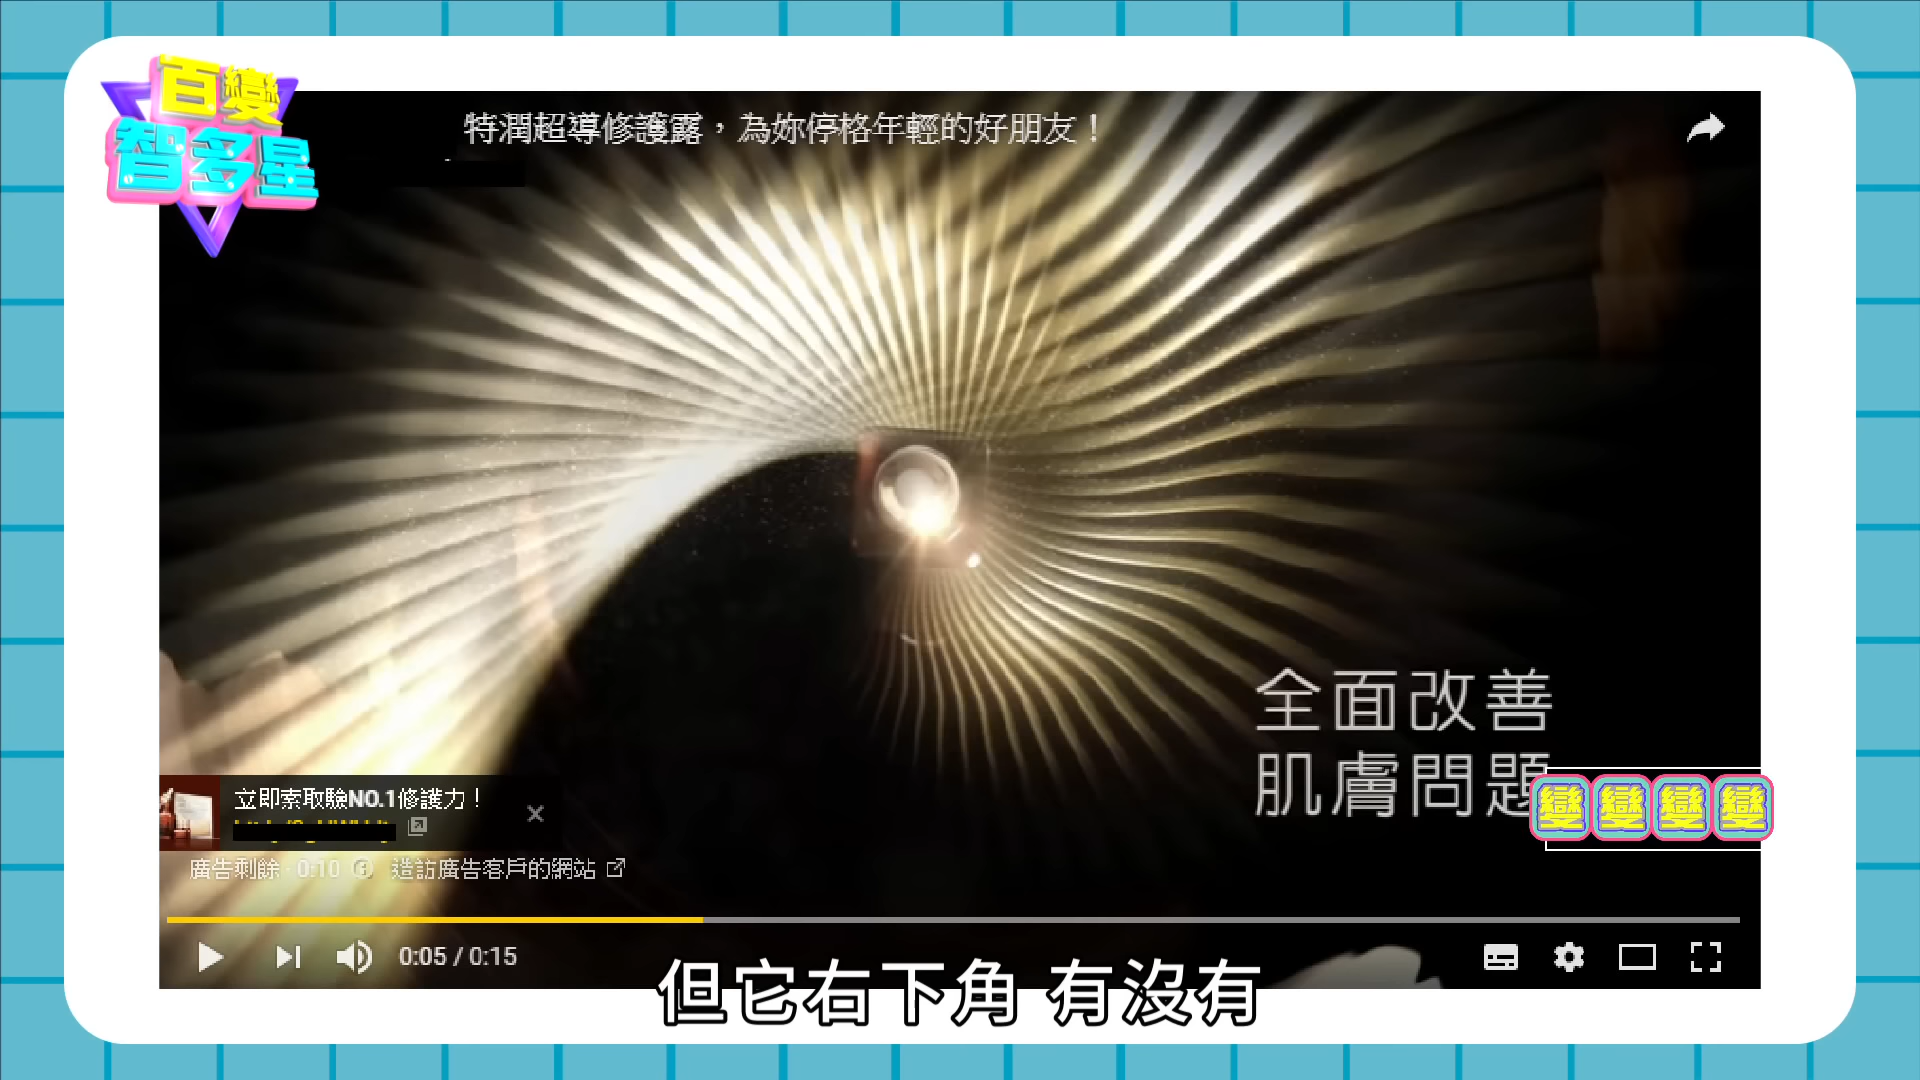 百變
智多星
特潤超導修護露，為妳停格年輕的好朋友！
全面改善
肌膚問題
立即索取驗NO.1修護力！
變變變變
廣告剩餘 · 0:10 造訪廣告客戶的網站
0:05 / 0:15
但它右下角 有沒有